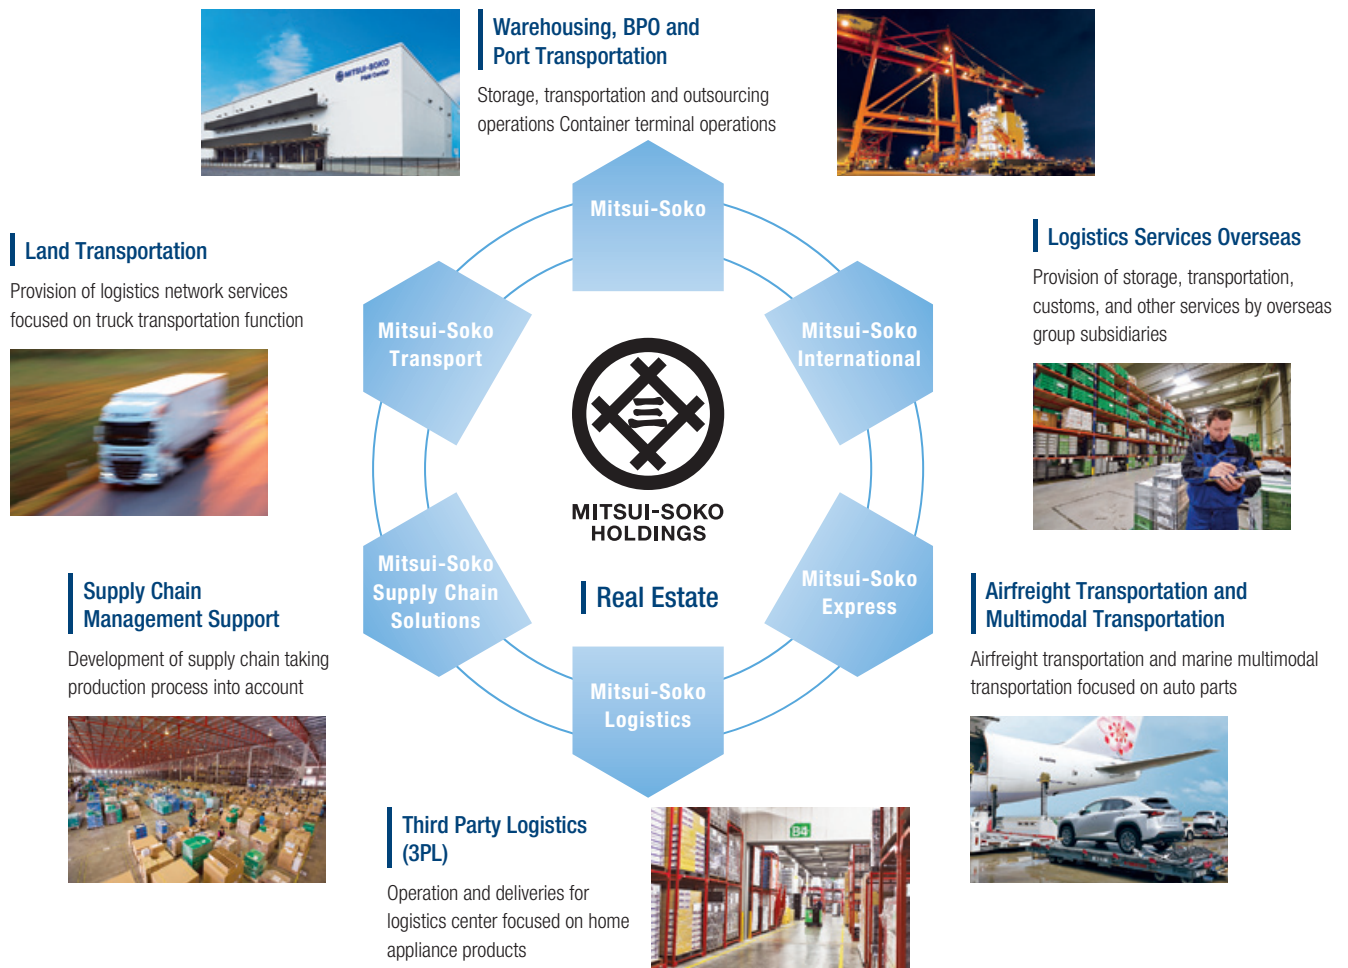 Warehousing, BPO and
Port Transportation
Storage, transportation and outsourcing
operations Container terminal operations
MITSUI-SOKO
Mitsui-Soko
Land Transportation
Provision of logistics network services
focused on truck transportation function
Logistics Services Overseas
Provision of storage, transportation,
customs, and other services by overseas
group subsidiaries
Mitsui-Soko
Transport
Mitsui-Soko
International
三
MITSUI-SOKO
HOLDINGS
Real Estate
Mitsui-Soko
Supply Chain
Solutions
Mitsui-Soko
Express
Mitsui-Soko
Logistics
Supply Chain
Management Support
Development of supply chain taking
production process into account
Airfreight Transportation and
Multimodal Transportation
Airfreight transportation and marine multimodal
transportation focused on auto parts
Third Party Logistics
(3PL)
Operation and deliveries for
logistics center focused on home
appliance products
B4